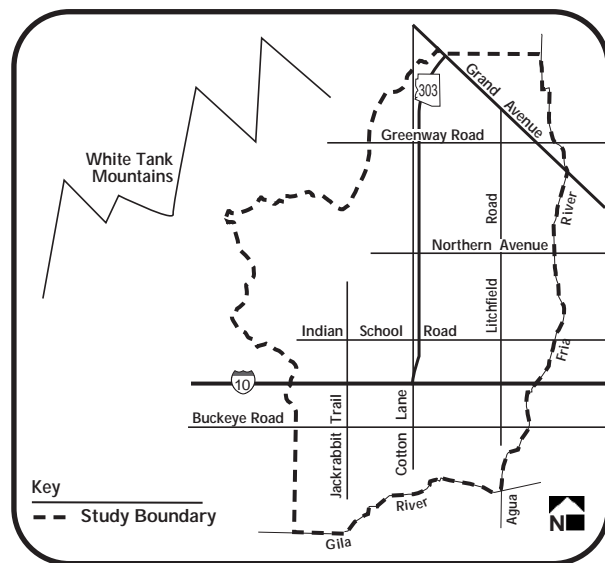 303
Grand Avenue
Greenway Road
White Tank
Mountains
River
Road
Northern Avenue
Litchfield
Indian School Road
Fria
10
Buckeye Road
Jackrabbit Trail
Cotton Lane
Key
Study Boundary
River
Gila
Agua
N